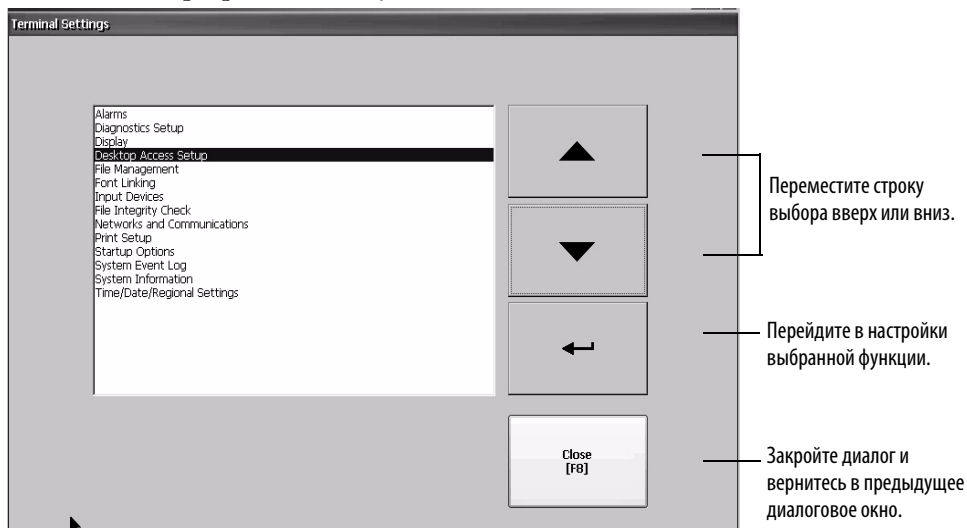 Terminal Settings
Alarms
Diagnostics Setup
Display
Desktop Access Setup
File Management
Font Linking
Input Devices
File Integrity Check
Networks and Communications
Print Setup
Startup Options
System Event Log
System Information
Time/Date/Regional Settings
Переместите строку
выбора вверх или вниз.
Перейдите в настройки
выбранной функции.
Close
[F8]
Закройте диалог и
вернитесь в предыдущее
диалоговое окно.